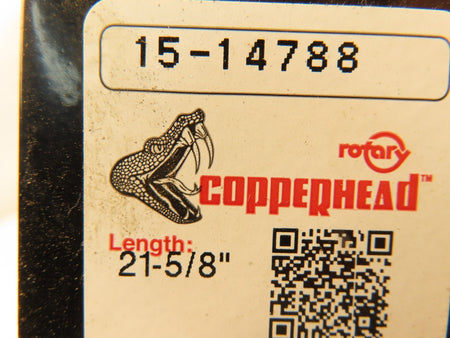 15-14788
rotary
COPPERHEAD™
Length:
21-5/8"